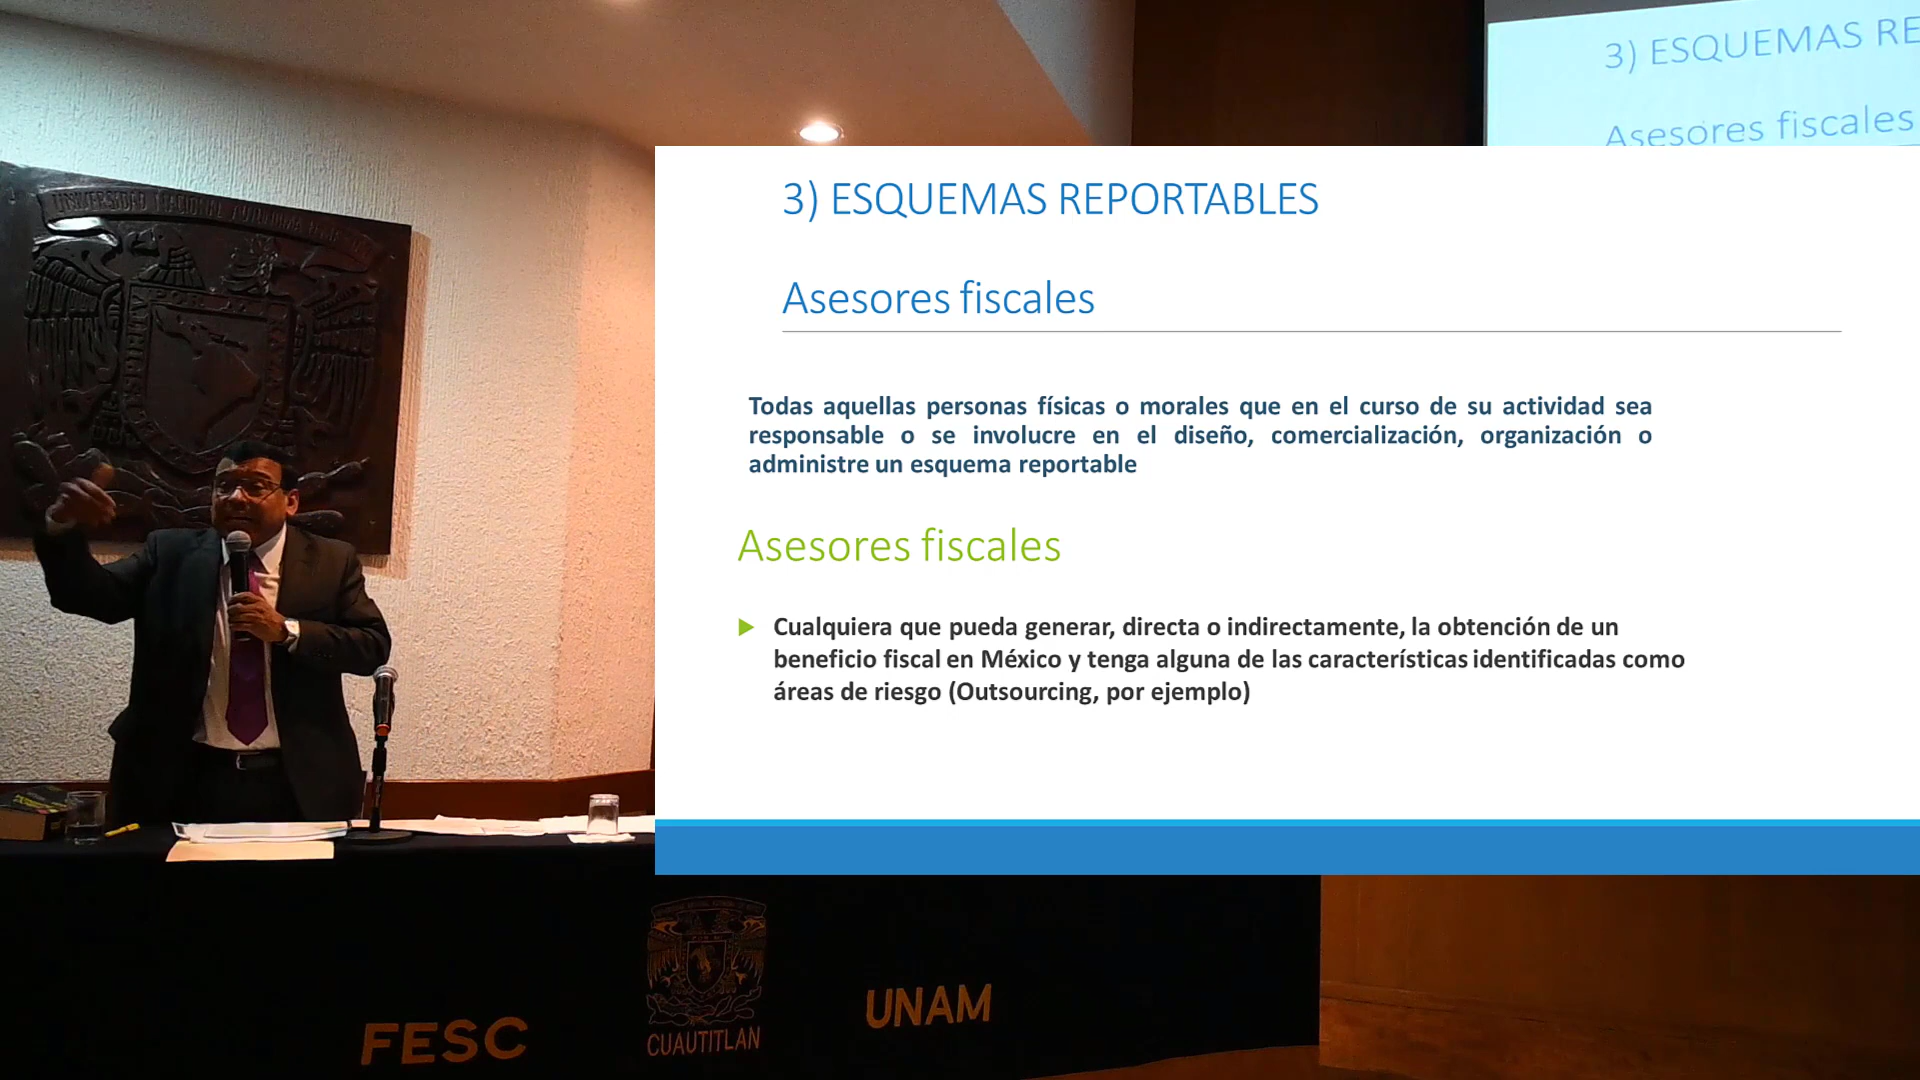 3) ESQUEMAS RE
Asesores fiscales
3) ESQUEMAS REPORTABLES
Asesores fiscales
Todas aquellas personas físicas o morales que en el curso de su actividad sea
responsable o se involucre en el diseño, comercialización, organización o
administre un esquema reportable
Asesores fiscales
Cualquiera que pueda generar, directa o indirectamente, la obtención de un
beneficio fiscal en México y tenga alguna de las características identificadas como
áreas de riesgo (Outsourcing, por ejemplo)
FESC
CUAUTITLAN
UNAM